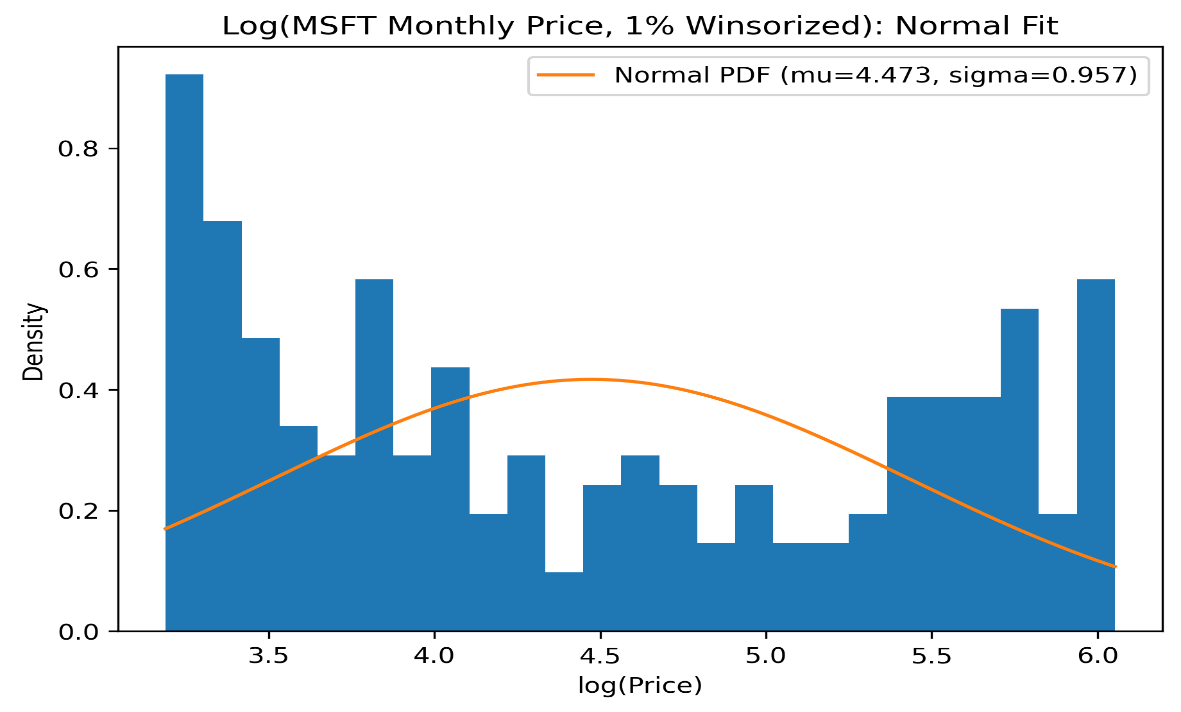 Log(MSFT Monthly Price, 1% Winsorized): Normal Fit
Normal PDF (mu=4.473, sigma=0.957)
0.8
0.6
0.4
0.2
0.0
Density
3.5 4.0 4.5 5.0 5.5 6.0
log(Price)